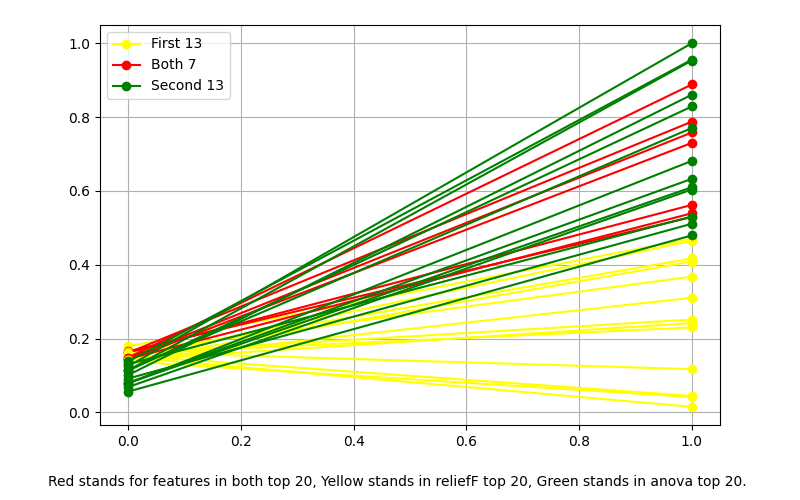 First 13
Both 7
Second 13
1.0
0.8
0.6
0.4
0.2
0.0
0.0 0.2 0.4 0.6 0.8 1.0
Red stands for features in both top 20, Yellow stands in reliefF top 20, Green stands in anova top 20.